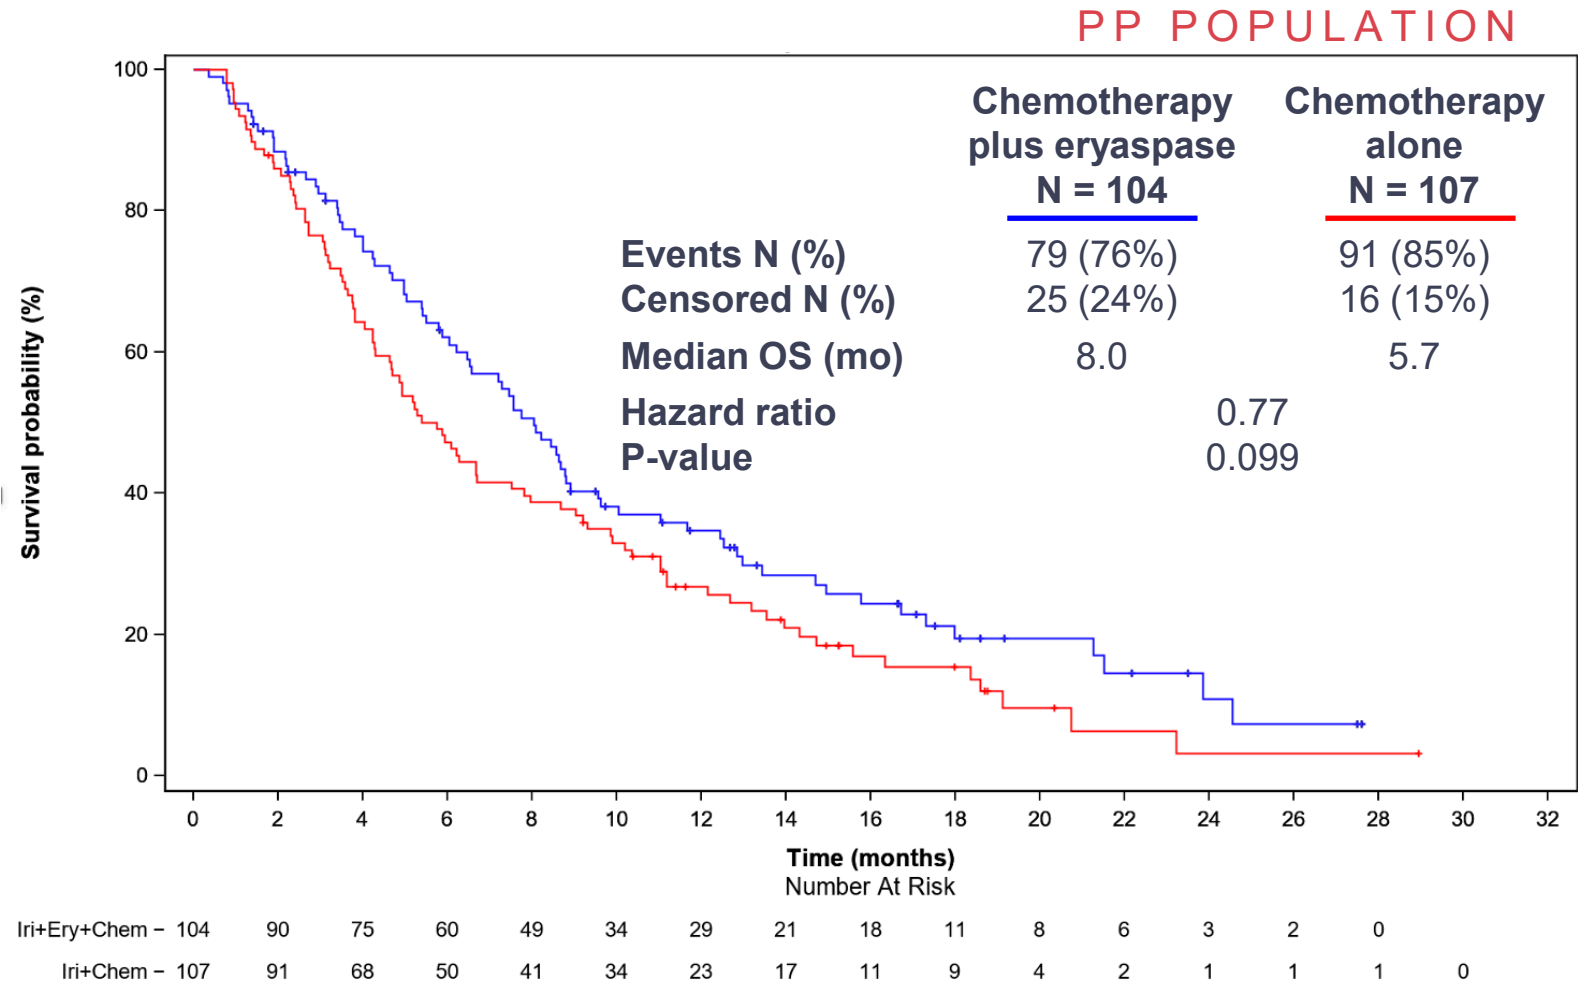 PP POPULATION
Chemotherapy plus eryaspase N = 104
Chemotherapy alone N = 107
Events N (%) 79 (76%) 91 (85%)
Censored N (%) 25 (24%) 16 (15%)
Median OS (mo) 8.0 5.7
Hazard ratio 0.77
P-value 0.099
Survival probability (%)
100
80
60
40
20
0
0 2 4 6 8 10 12 14 16 18 20 22 24 26 28 30 32
Time (months)
Number At Risk
Iri+Ery+Chem 104 90 75 60 49 34 29 21 18 11 8 6 3 2 0
Iri+Chem 107 91 68 50 41 34 23 17 11 9 4 2 1 1 1 0